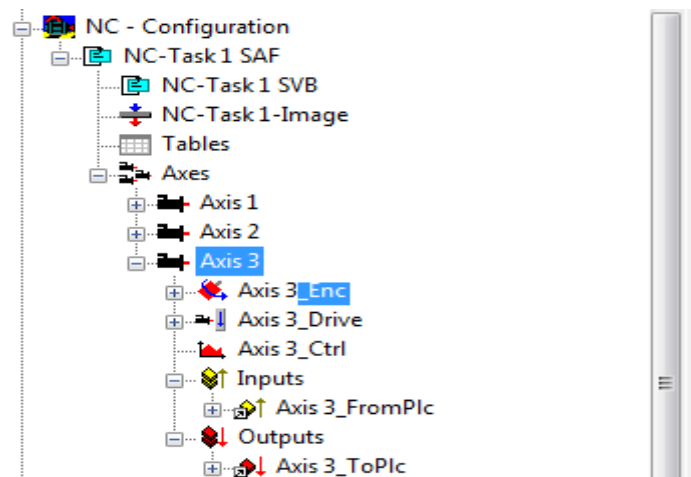 NC - Configuration
NC-Task 1 SAF
NC-Task 1 SVB
NC-Task 1-Image
Tables
Axes
Axis 1
Axis 2
Axis 3
Axis 3_Enc
Axis 3_Drive
Axis 3_Ctrl
Inputs
Axis 3_FromPlc
Outputs
Axis 3_ToPlc